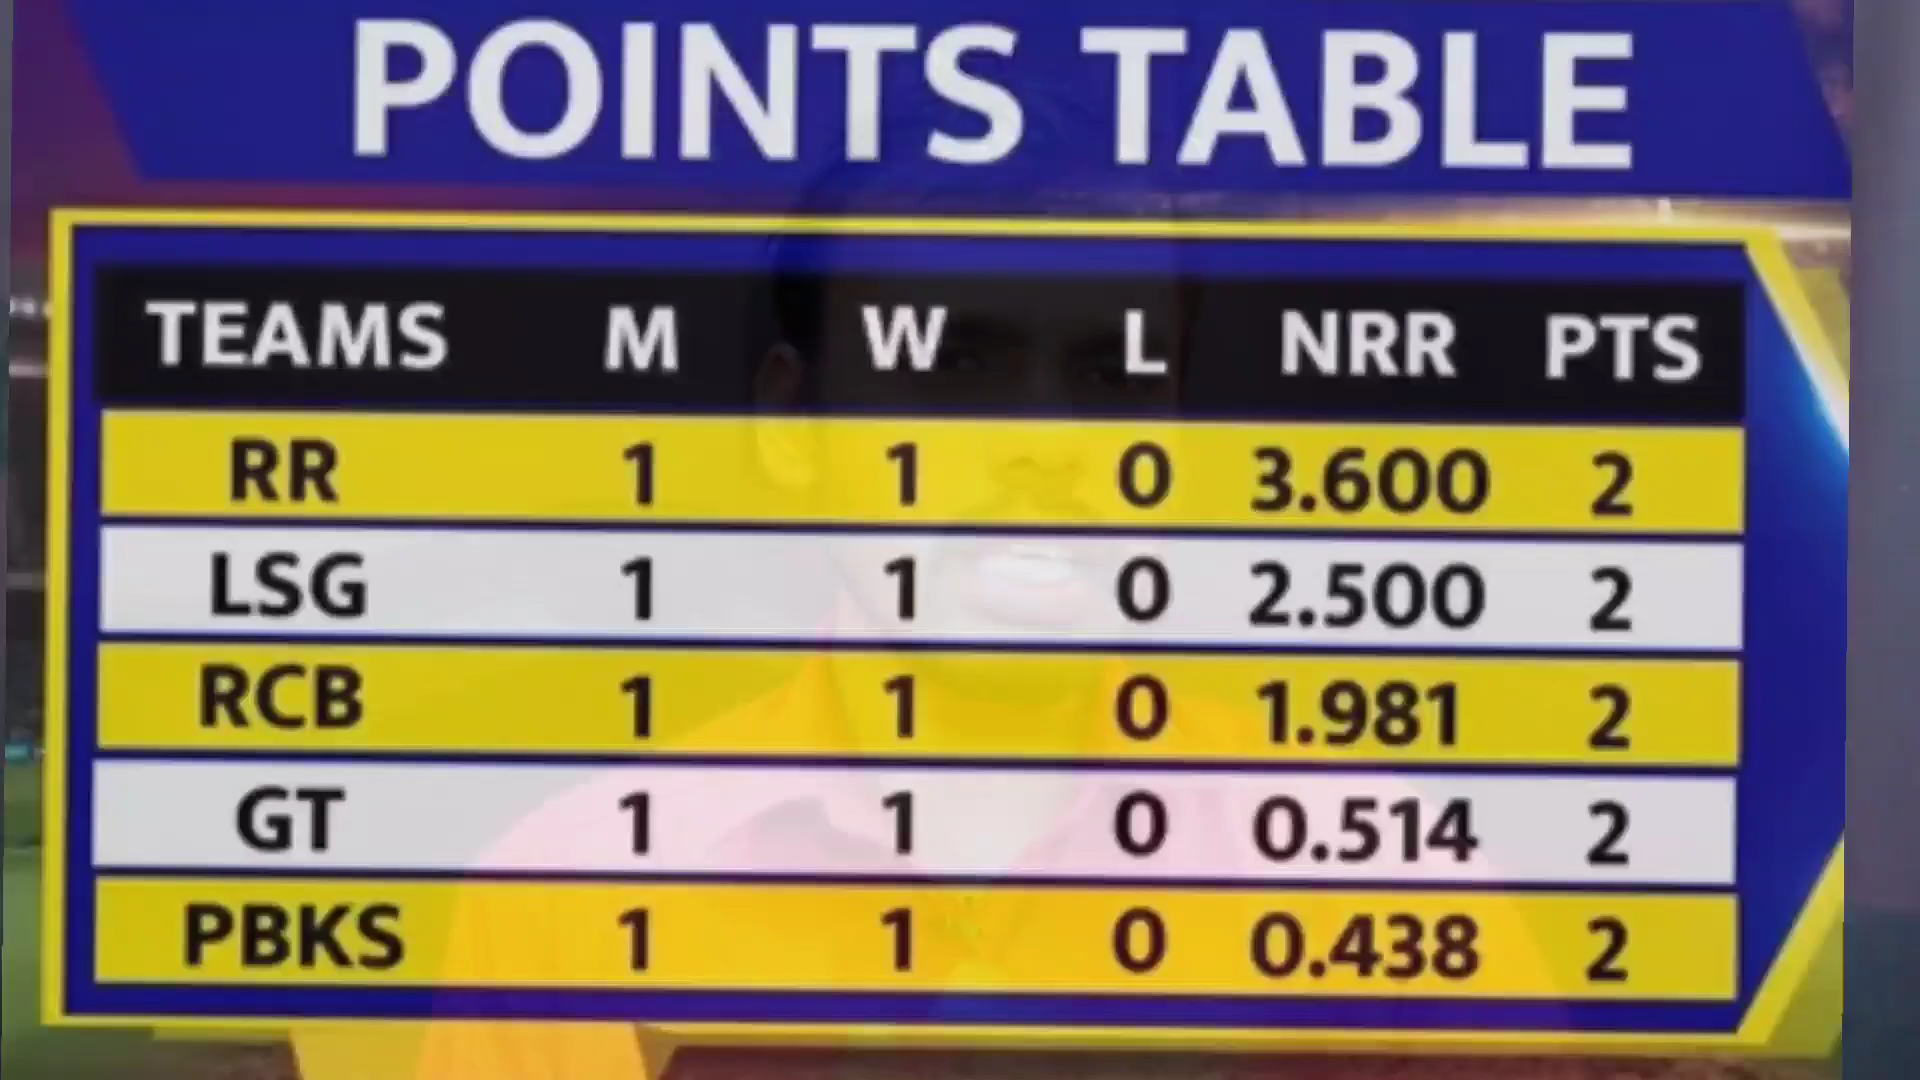 POINTS TABLE
TEAMS M W L NRR PTS
RR 1 1 0 3.600 2
LSG 1 1 0 2.500 2
RCB 1 1 0 1.981 2
GT 1 1 0 0.514 2
PBKS 1 1 0 0.438 2